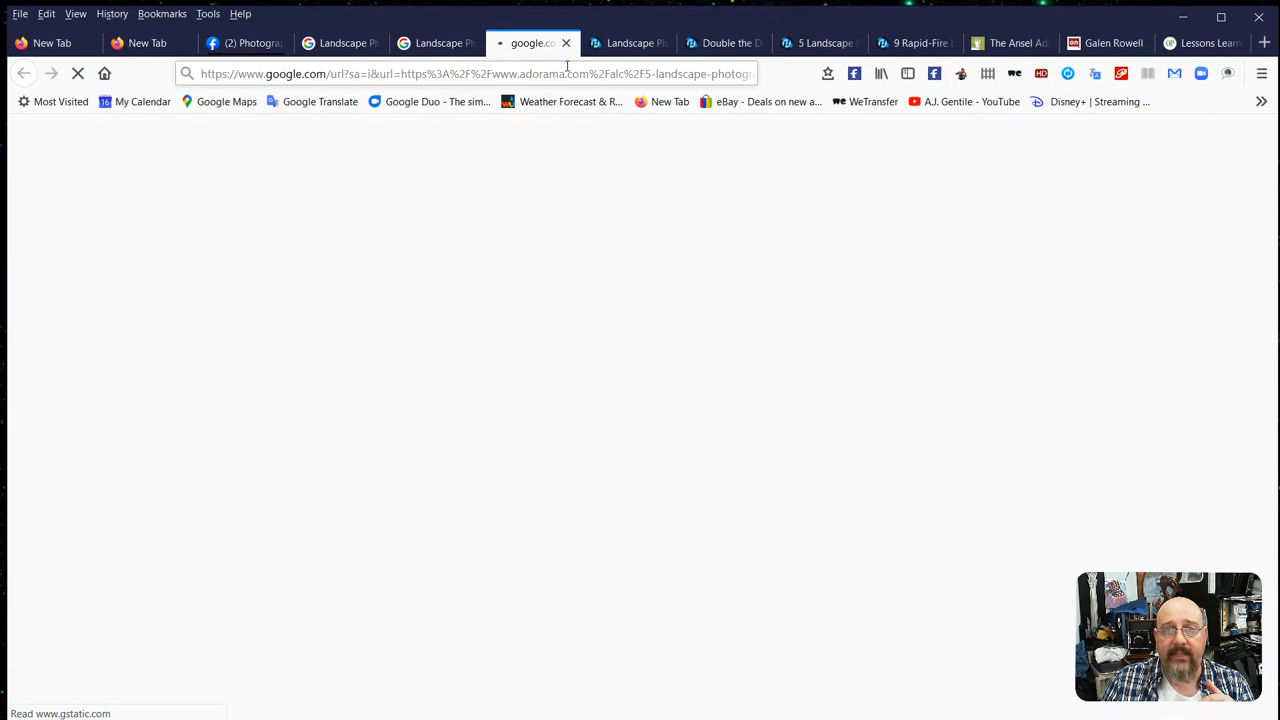 File Edit View History Bookmarks Tools Help
New Tab New Tab (2) Photogra Landscape Ph Landscape Ph google.co Landscape Ph Double the D 5 Landscape 9 Rapid-Fire The Ansel Ad Galen Rowell Lessons Learn
https://www.google.com/url?sa=i&url=https%3A%2F%2Fwww.adorama.com%2Falc%2F5-landscape-photogr
Most Visited 16 My Calendar Google Maps Google Translate Google Duo - The sim... Weather Forecast & R... New Tab eBay - Deals on new a... we WeTransfer A.J. Gentile - YouTube Disney+ | Streaming ...
Read www.gstatic.com